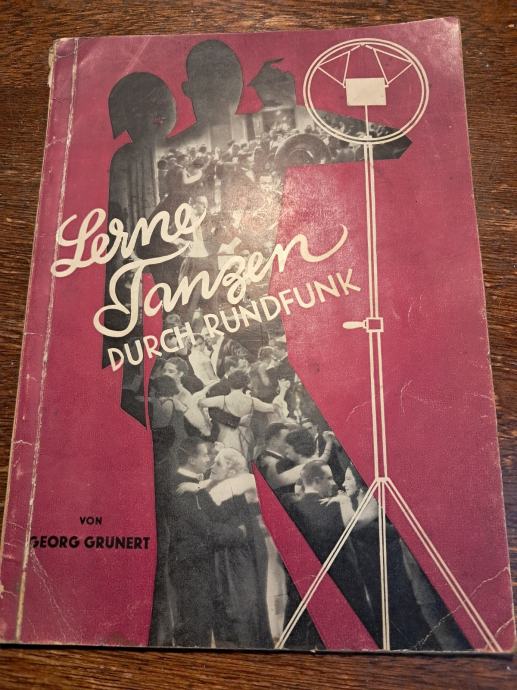 Lerne
Tanzen
DURCH RUNDFUNK
VON
GEORG GRUNERT